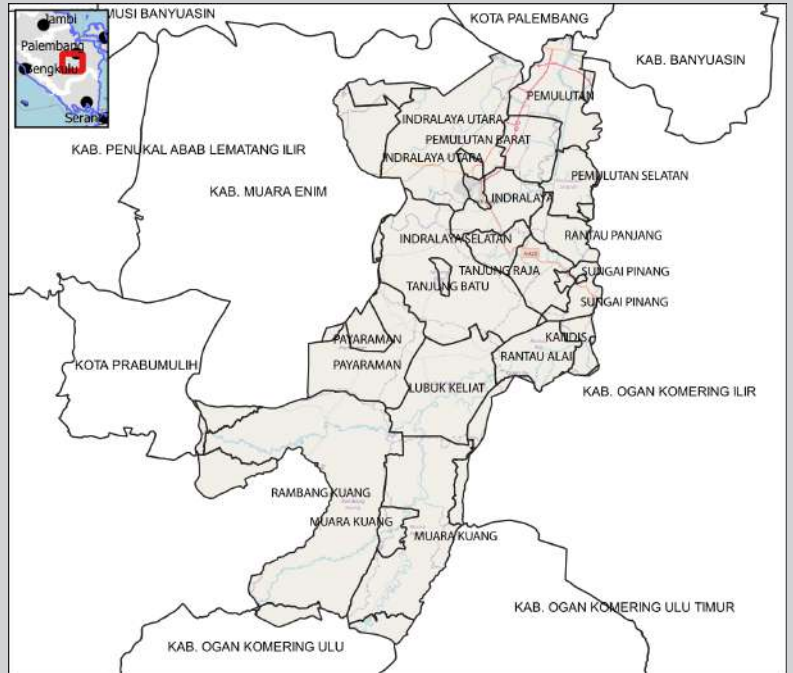 MUSI BANYUASIN
KOTA PALEMBANG
Jambi
Palembang
Bengkulu
Serang
KAB. BANYUASIN
PEMULUTAN
INDRALAYA UTARA
PEMULUTAN BARAT
KAB. PENUKAL ABAB LEMATANG ILIR
INDRALAYA UTARA
PEMULUTAN SELATAN
KAB. MUARA ENIM
INDRALAYA
RANTAU PANJANG
INDRALAYA SELATAN
TANJUNG RAJA
SUNGAI PINANG
TANJUNG BATU
SUNGAI PINANG
PAYARAMAN
KANDIS
RANTAU ALAI
KOTA PRABUMULIH
PAYARAMAN
LUBUK KELIAT
KAB. OGAN KOMERING ILIR
RAMBANG KUANG
MUARA KUANG
MUARA KUANG
KAB. OGAN KOMERING ULU TIMUR
KAB. OGAN KOMERING ULU